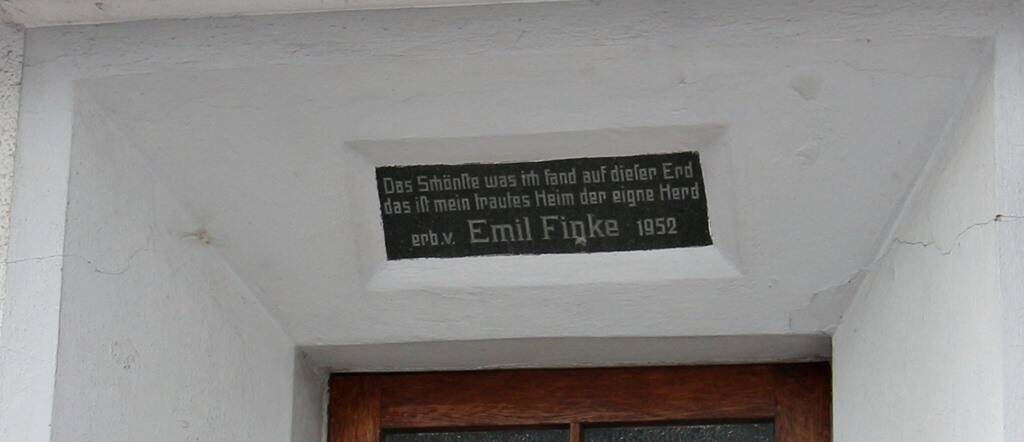 Das Schönste was ich fand auf dieser Erd
das ist mein trautes Heim der eigne Herd
erb.v. Emil Finke 1952